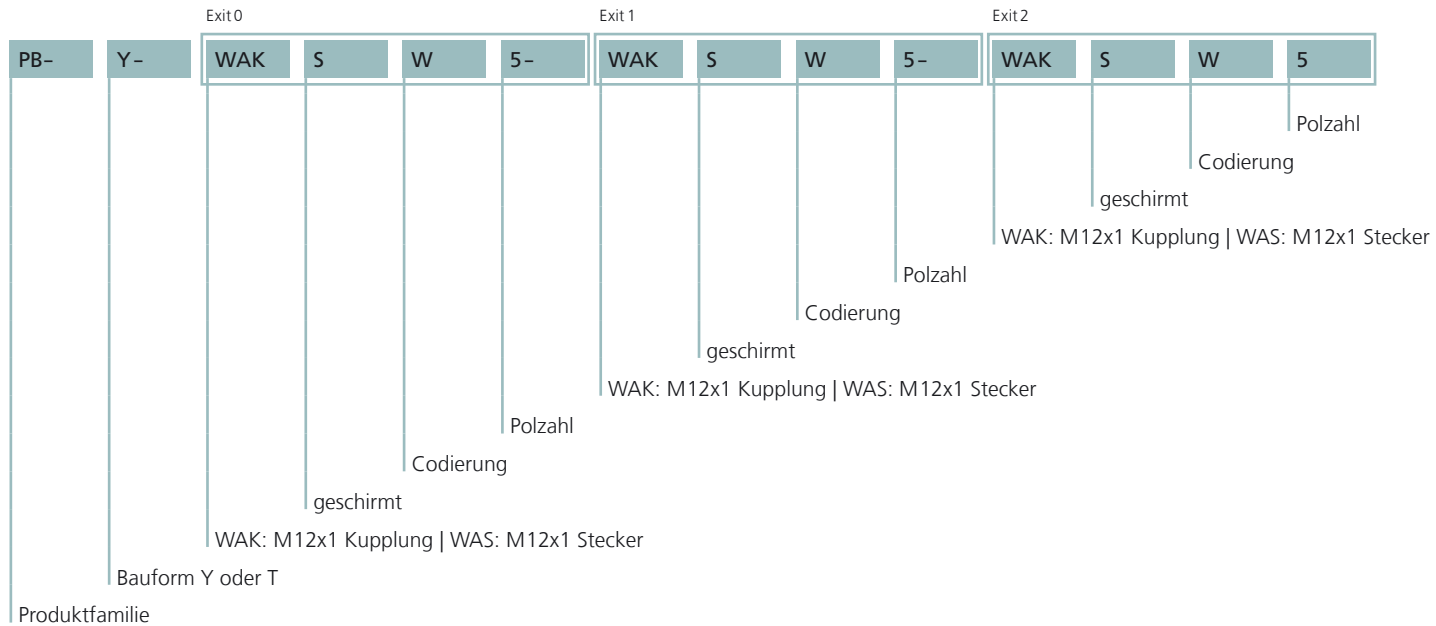 Exit 0 Exit 1 Exit 2
PB– Y– WAK S W 5– WAK S W 5– WAK S W 5
Polzahl
Codierung
geschirmt
WAK: M12x1 Kupplung | WAS: M12x1 Stecker
Polzahl
Codierung
geschirmt
WAK: M12x1 Kupplung | WAS: M12x1 Stecker
Polzahl
Codierung
geschirmt
WAK: M12x1 Kupplung | WAS: M12x1 Stecker
Bauform Y oder T
Produktfamilie